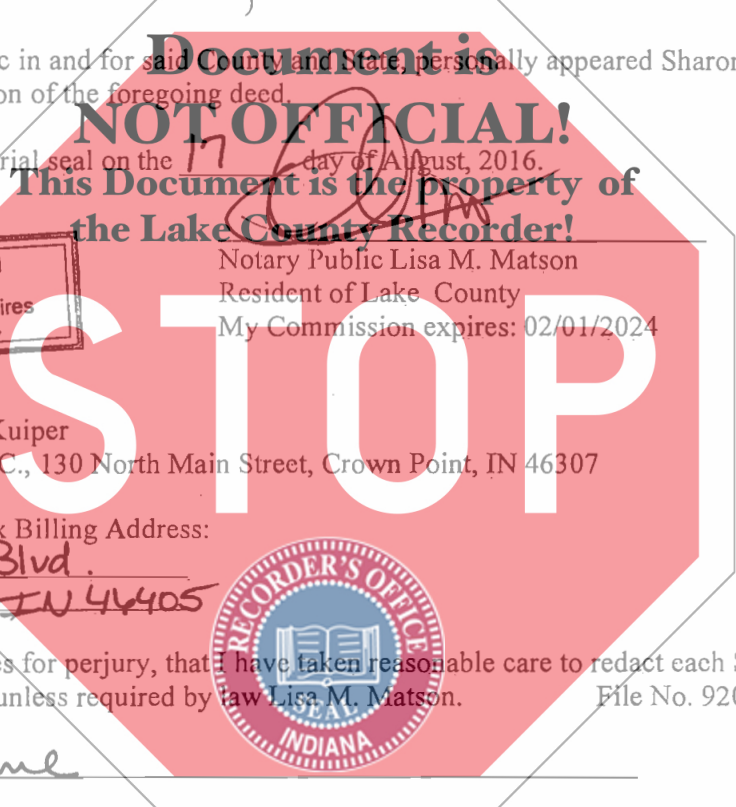 c in and for said County and State, personally appeared Sharon
on of the foregoing deed.
rial seal on the 17 day of August, 2016.
Document is
NOT OFFICIAL!
This Document is the property of
the Lake County Recorder!
Notary Public Lisa M. Matson
Resident of Lake County
My Commission expires: 02/01/2024
ires
STOP
Kuiper
C., 130 North Main Street, Crown Point, IN 46307
x Billing Address:
Blvd.
IN 46405
es for perjury, that I have taken reasonable care to redact each S
unless required by law Lisa M. Matson. File No. 920
RECORDER'S OFFICE
SEAL
INDIANA